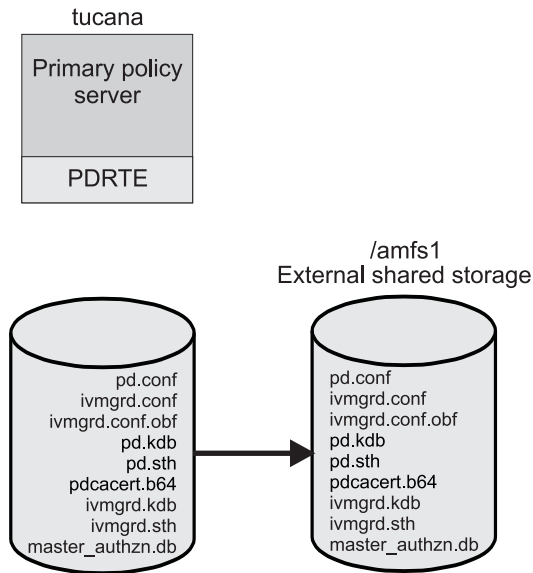 tucana
Primary policy
server
PDRTE
/amfs1
External shared storage
pd.conf
ivmgrd.conf
ivmgrd.conf.obf
pd.kdb
pd.sth
pdcacert.b64
ivmgrd.kdb
ivmgrd.sth
master_authzn.db
pd.conf
ivmgrd.conf
ivmgrd.conf.obf
pd.kdb
pd.sth
pdcacert.b64
ivmgrd.kdb
ivmgrd.sth
master_authzn.db